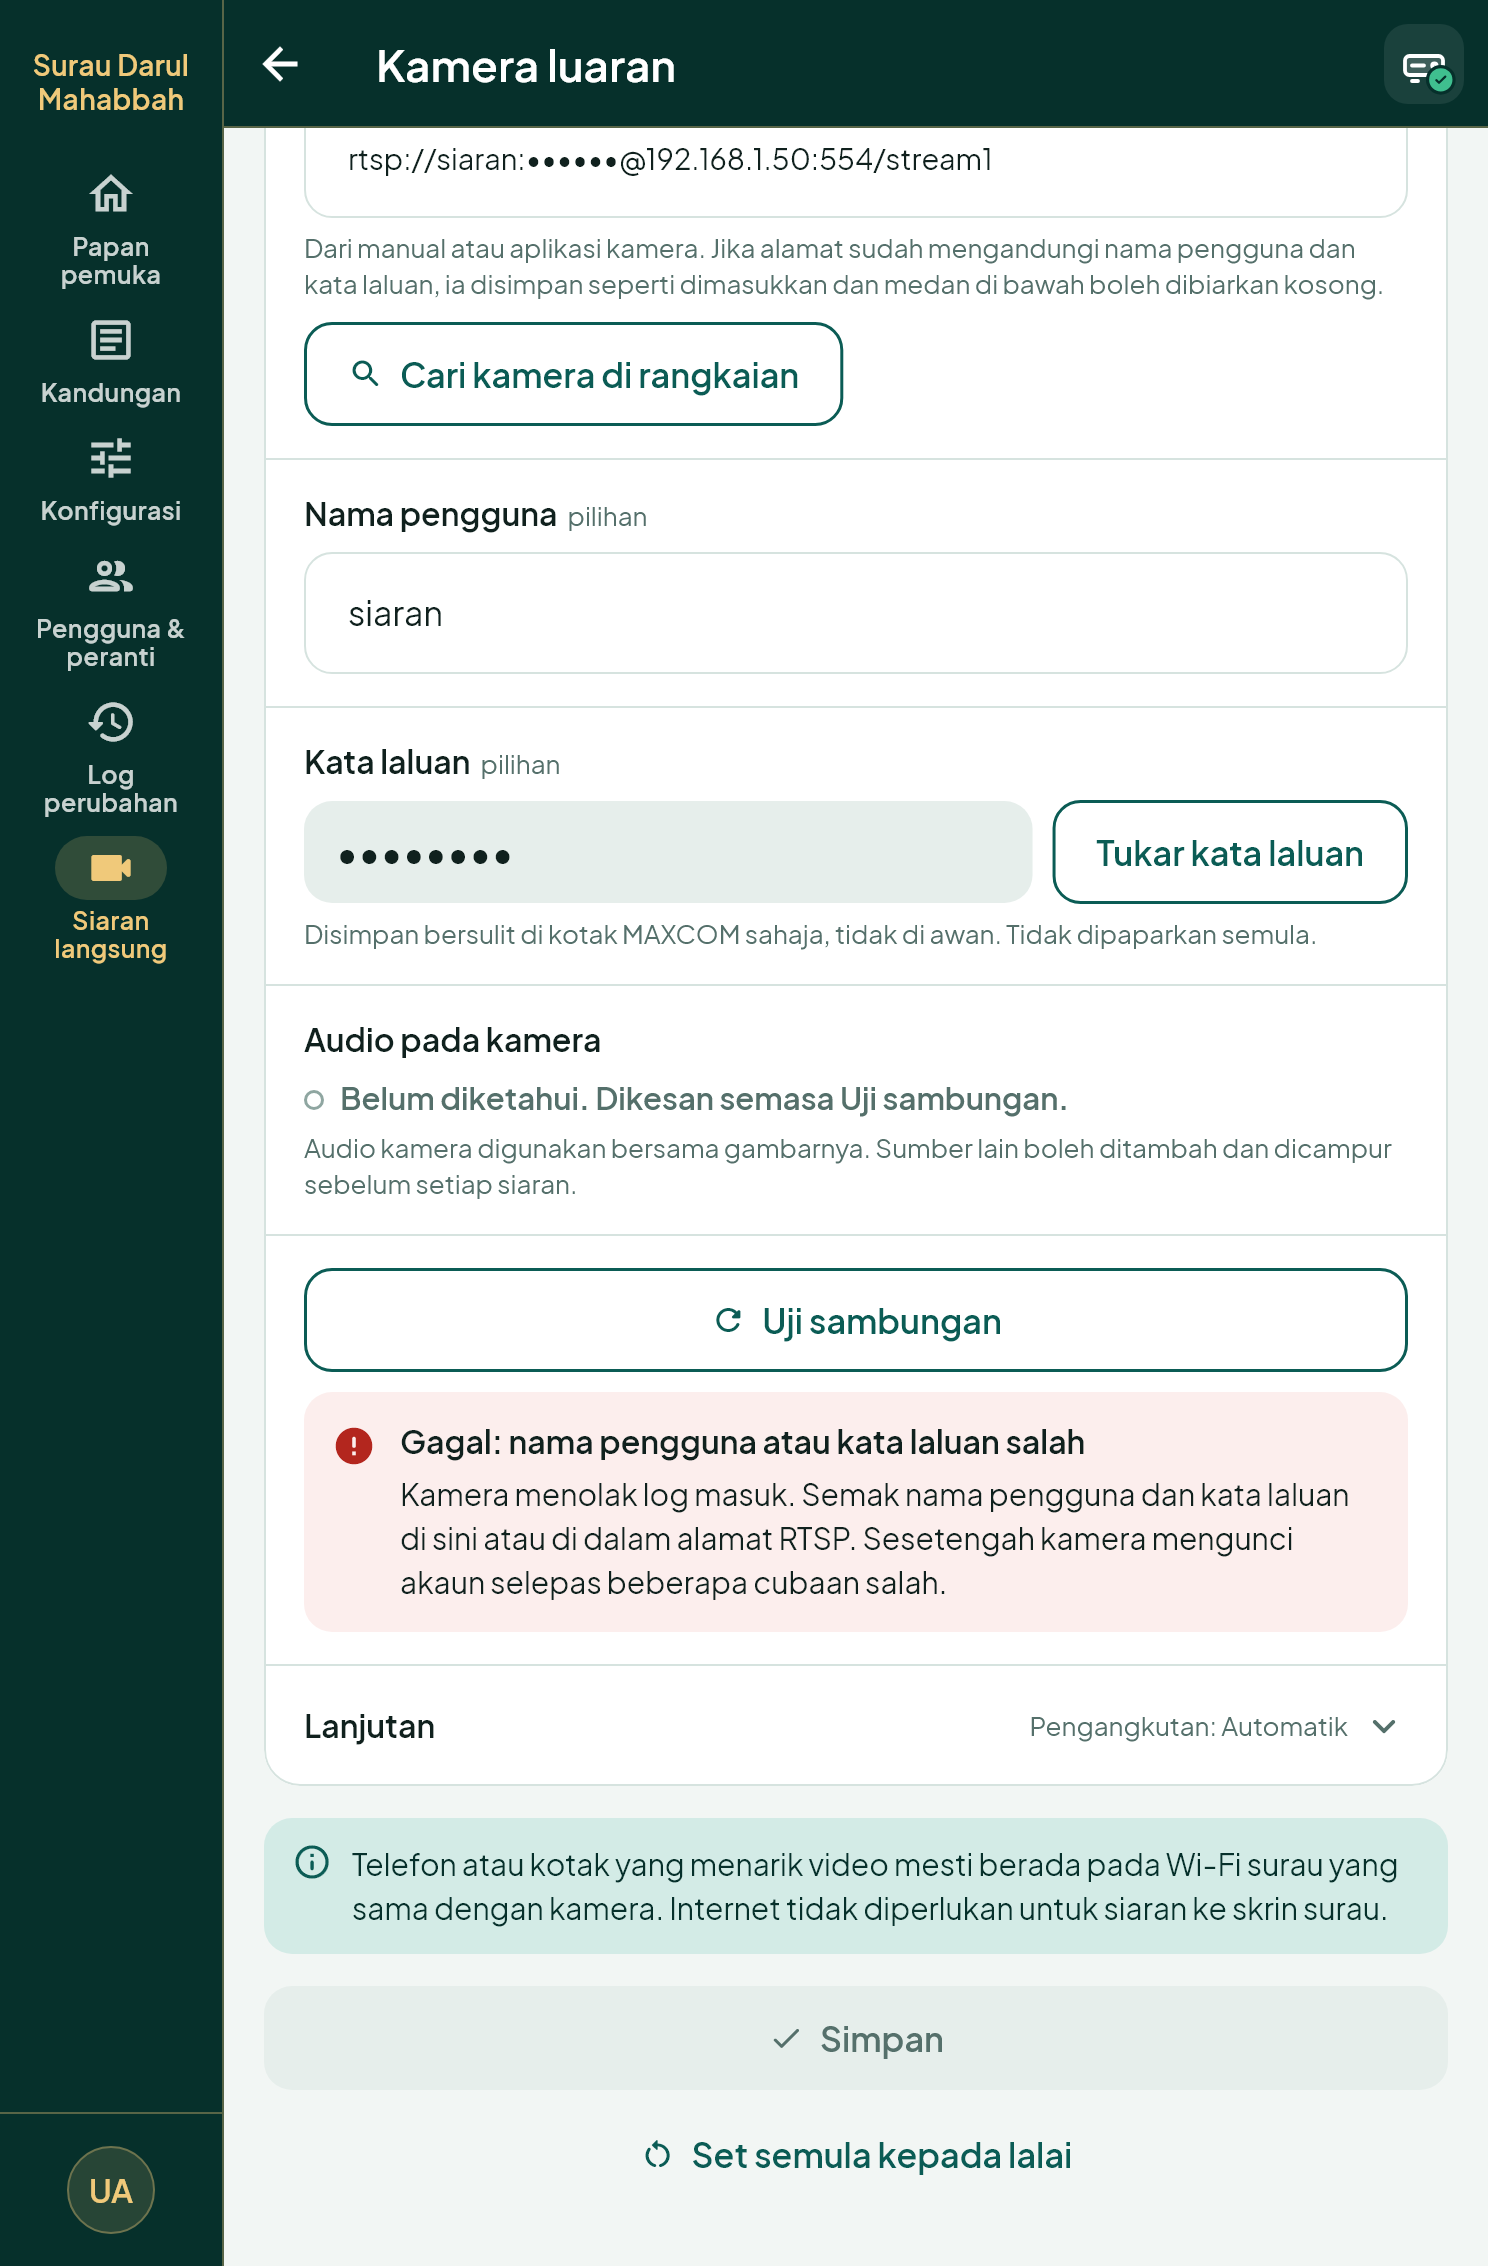 Surau Darul
Mahabbah
Papan
pemuka
Kandungan
Konfigurasi
Pengguna &
peranti
Log
perubahan
Siaran
langsung
UA
Kamera luaran
rtsp://siaran:••••••@192.168.1.50:554/stream1
Dari manual atau aplikasi kamera. Jika alamat sudah mengandungi nama pengguna dan
kata laluan, ia disimpan seperti dimasukkan dan medan di bawah boleh dibiarkan kosong.
Cari kamera di rangkaian
Nama pengguna pilihan
siaran
Kata laluan pilihan
••••••••
Tukar kata laluan
Disimpan bersulit di kotak MAXCOM sahaja, tidak di awan. Tidak dipaparkan semula.
Audio pada kamera
Belum diketahui. Dikesan semasa Uji sambungan.
Audio kamera digunakan bersama gambarnya. Sumber lain boleh ditambah dan dicampur
sebelum setiap siaran.
Uji sambungan
Gagal: nama pengguna atau kata laluan salah
Kamera menolak log masuk. Semak nama pengguna dan kata laluan
di sini atau di dalam alamat RTSP. Sesetengah kamera mengunci
akaun selepas beberapa cubaan salah.
Lanjutan
Pengangkutan: Automatik
Telefon atau kotak yang menarik video mesti berada pada Wi-Fi surau yang
sama dengan kamera. Internet tidak diperlukan untuk siaran ke skrin surau.
Simpan
Set semula kepada lalai